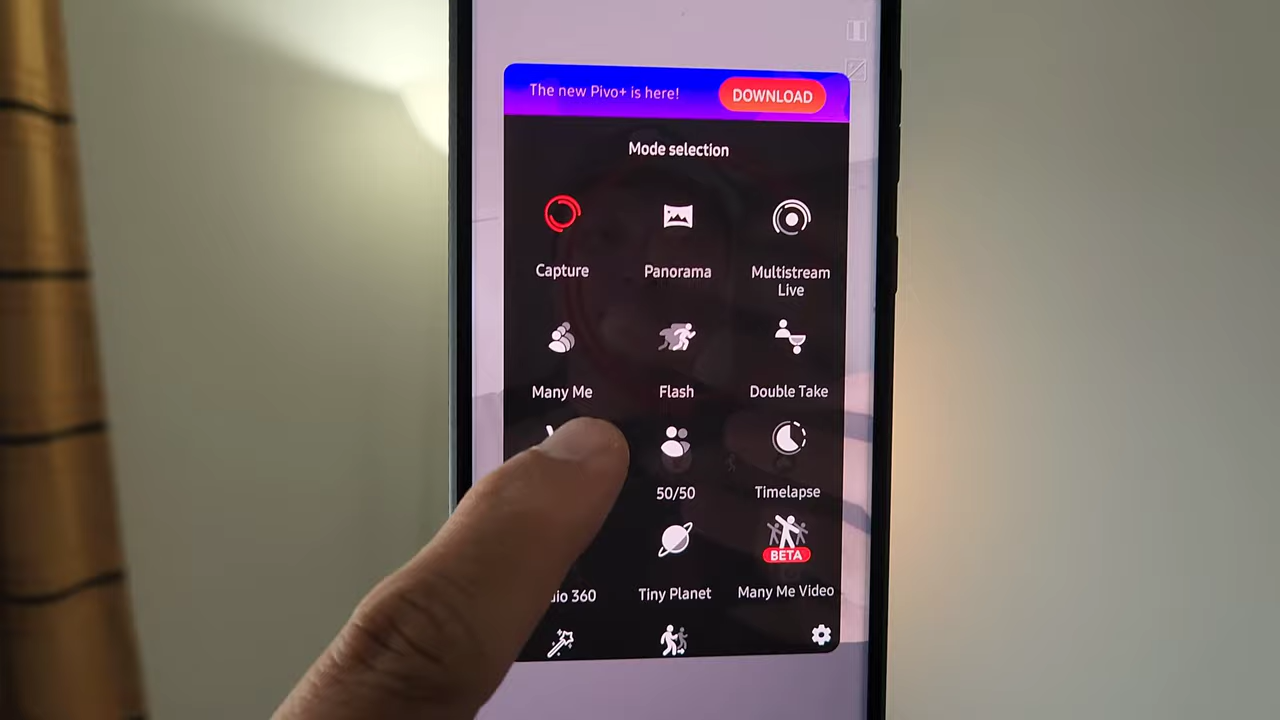 The new Pivo+ is here!
DOWNLOAD
Mode selection
Capture
Panorama
Multistream
Live
Many Me
Flash
Double Take
50/50
Timelapse
BETA
360
Tiny Planet
Many Me Video